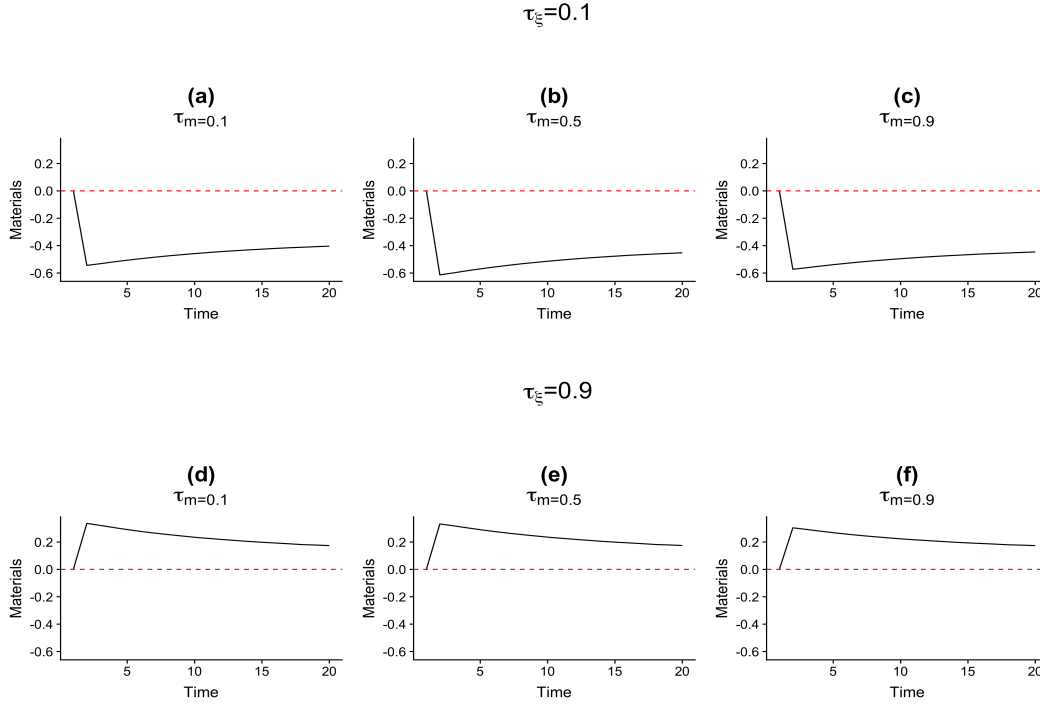 τξ=0.1
(a) (b) (c)
τm=0.1 τm=0.5 τm=0.9
Materials Materials Materials
0.2 0.2 0.2
0.0 0.0 0.0
-0.2 -0.2 -0.2
-0.4 -0.4 -0.4
-0.6 -0.6 -0.6
5 10 15 20 5 10 15 20 5 10 15 20
Time Time Time
τξ=0.9
(d) (e) (f)
τm=0.1 τm=0.5 τm=0.9
Materials Materials Materials
0.2 0.2 0.2
0.0 0.0 0.0
-0.2 -0.2 -0.2
-0.4 -0.4 -0.4
-0.6 -0.6 -0.6
5 10 15 20 5 10 15 20 5 10 15 20
Time Time Time